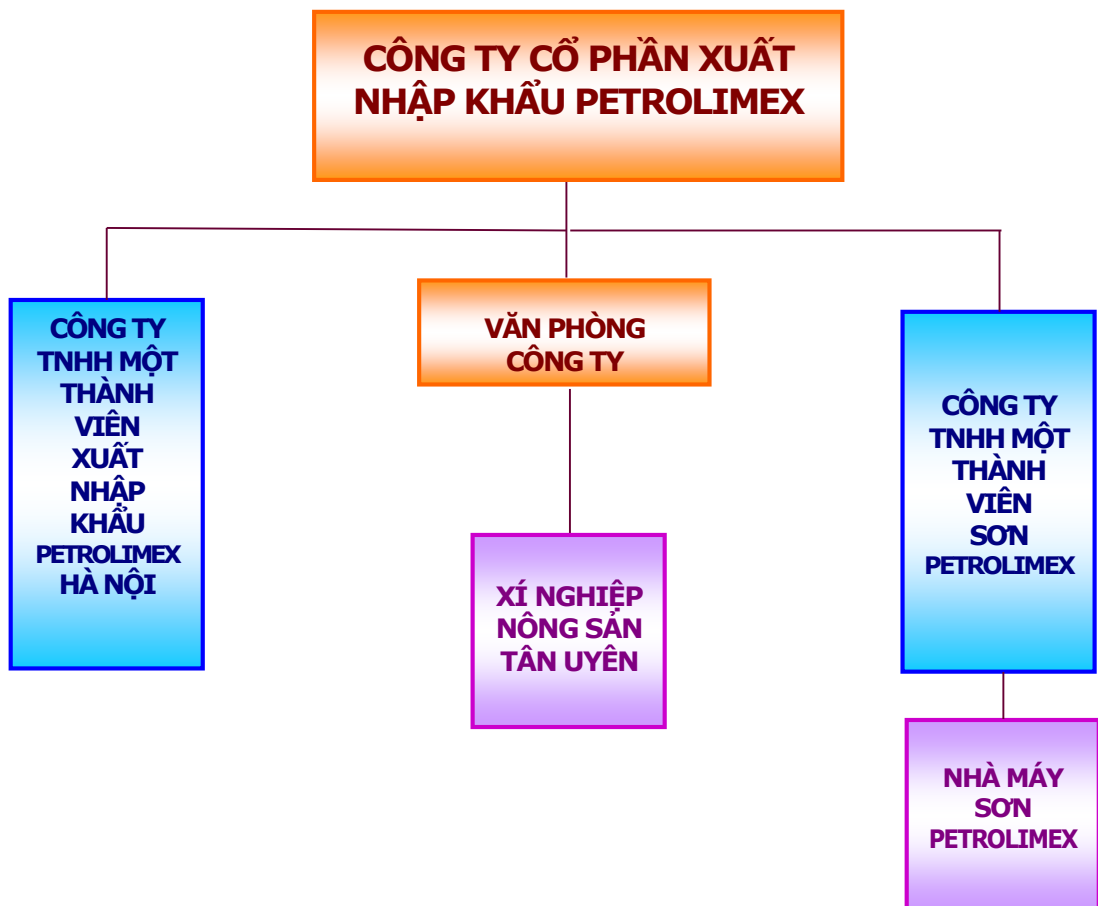 CÔNG TY CỔ PHẦN XUẤT
NHẬP KHẨU PETROLIMEX
CÔNG TY
TNHH MỘT
THÀNH
VIÊN
XUẤT
NHẬP
KHẨU
PETROLIMEX
HÀ NỘI
VĂN PHÒNG
CÔNG TY
CÔNG TY
TNHH MỘT
THÀNH
VIÊN
SƠN
PETROLIMEX
XÍ NGHIỆP
NÔNG SẢN
TÂN UYÊN
NHÀ MÁY
SƠN
PETROLIMEX